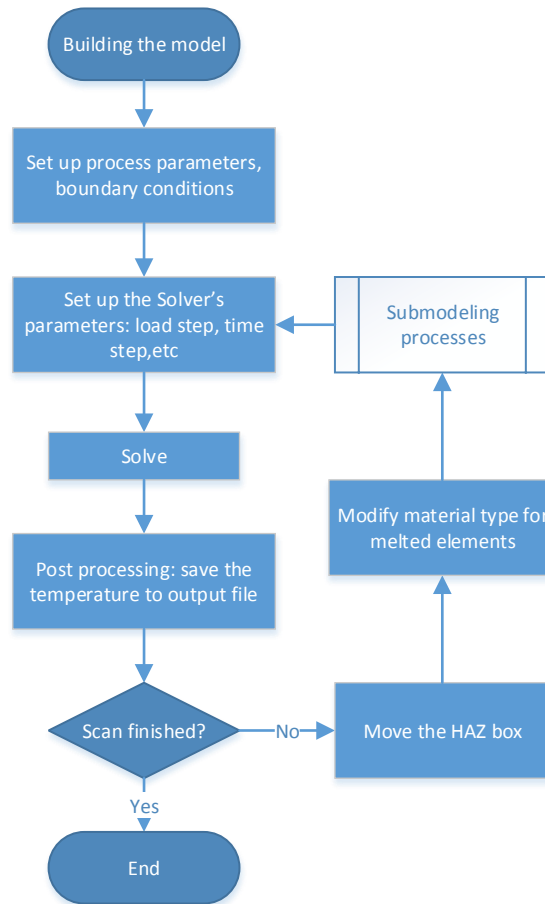 Building the model
Set up process parameters,
boundary conditions
Set up the Solver's
parameters: load step, time
step,etc
Submodeling
processes
Solve
Modify material type for
melted elements
Post processing: save the
temperature to output file
Scan finished?
No
Move the HAZ box
Yes
End